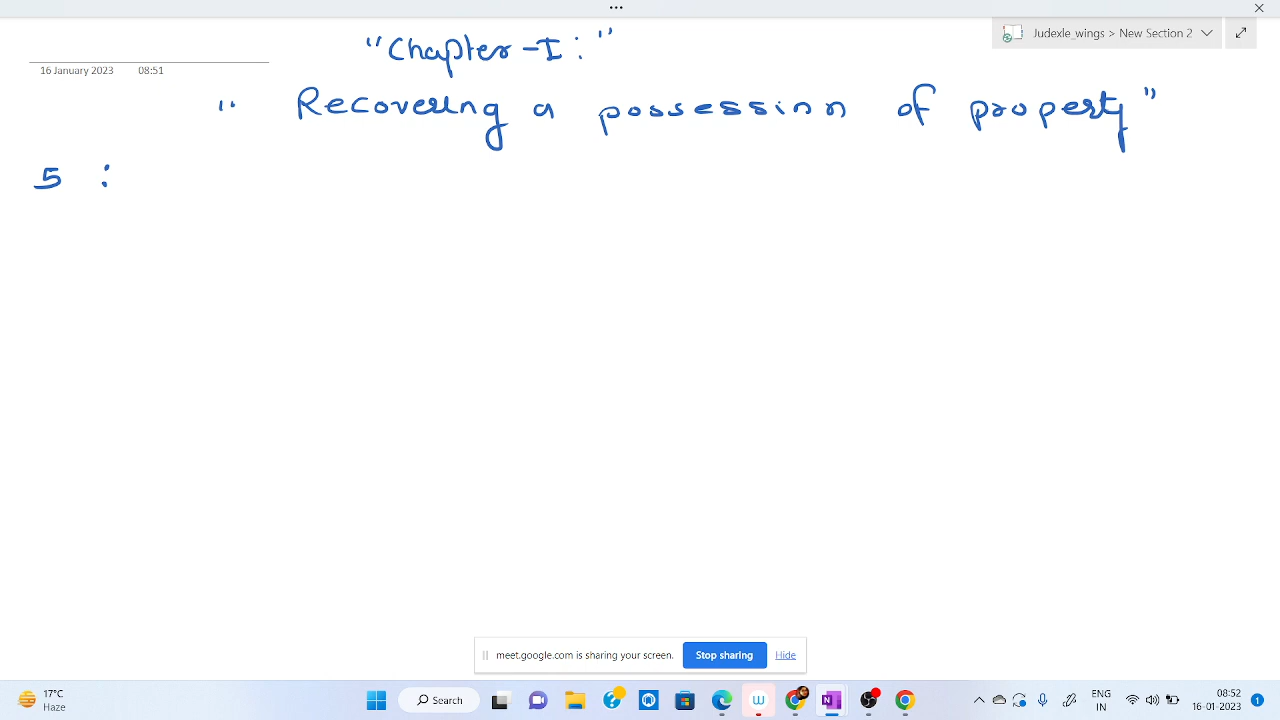 ...
Judexle_wings > New Section 2
"Chapter-I:"
16 January 2023 08:51
" Recovering a possession of property"
5 :
meet.google.com is sharing your screen. Stop sharing Hide
17°C
Haze
Search
ENG
IN
08:52
16-01-2023
1